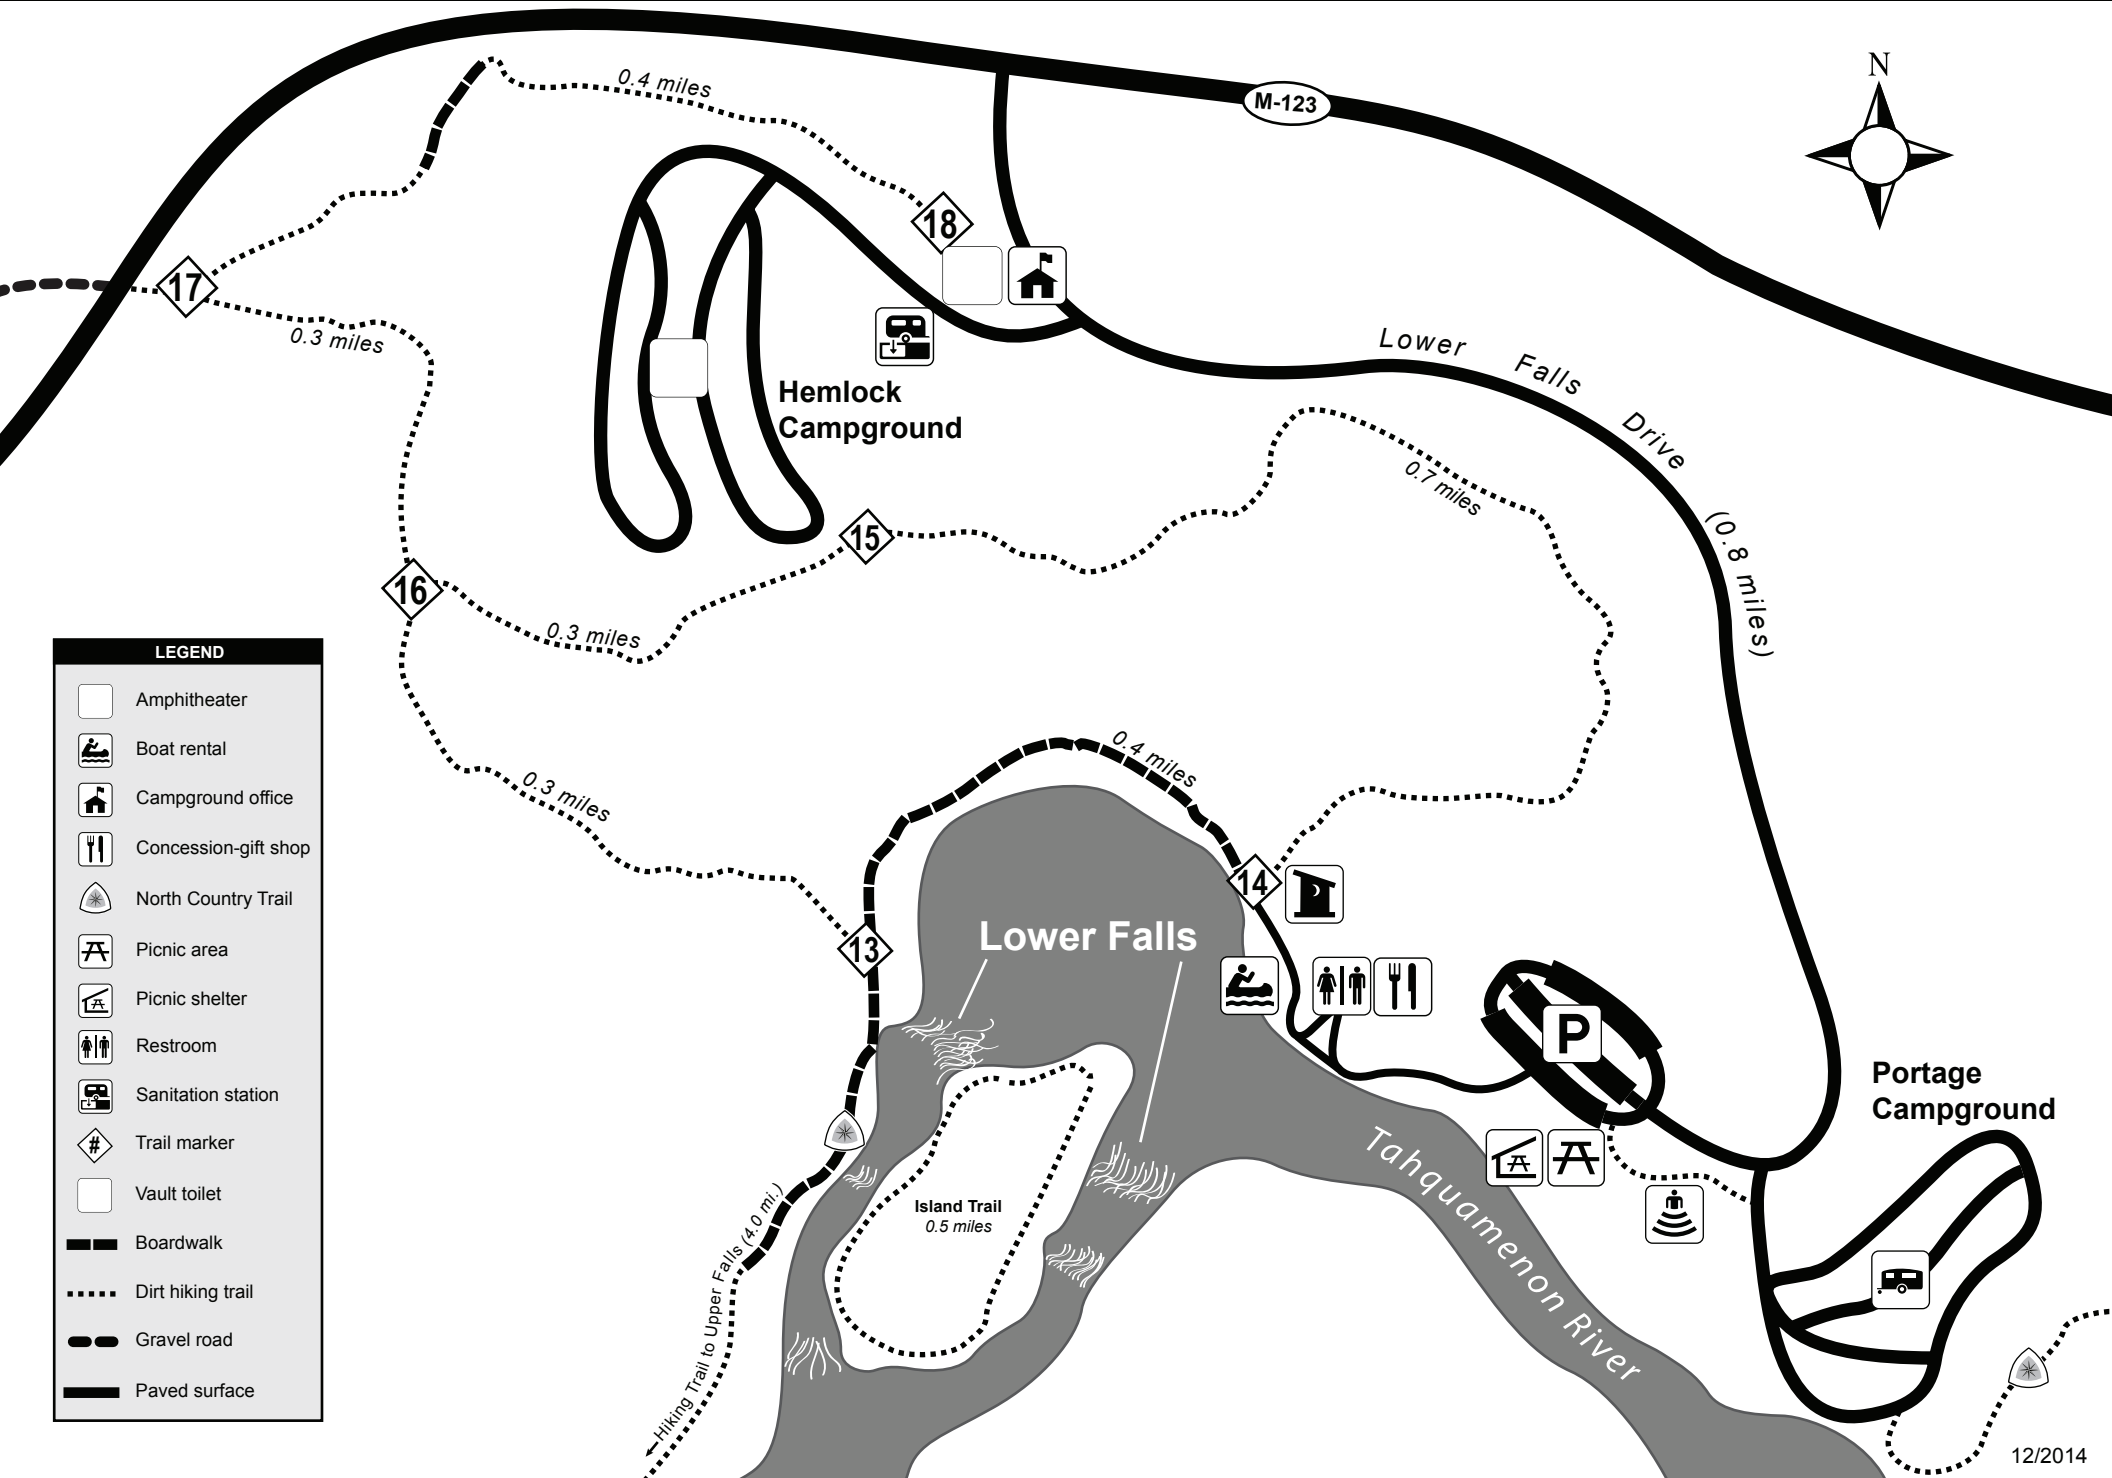 N
M-123
0.4 miles
18
17
0.3 miles
Lower Falls Drive (0.8 miles)
Hemlock
Campground
0.7 miles
15
16
0.3 miles
LEGEND
Amphitheater
Boat rental
Campground office
Concession-gift shop
North Country Trail
Picnic area
Picnic shelter
Restroom
Sanitation station
#
Trail marker
Vault toilet
Boardwalk
Dirt hiking trail
Gravel road
Paved surface
0.3 miles
0.4 miles
14
13
Lower Falls
P
Portage
Campground
Tahquamenon River
Island Trail
0.5 miles
Hiking Trail to Upper Falls (4.0 mi.)
12/2014